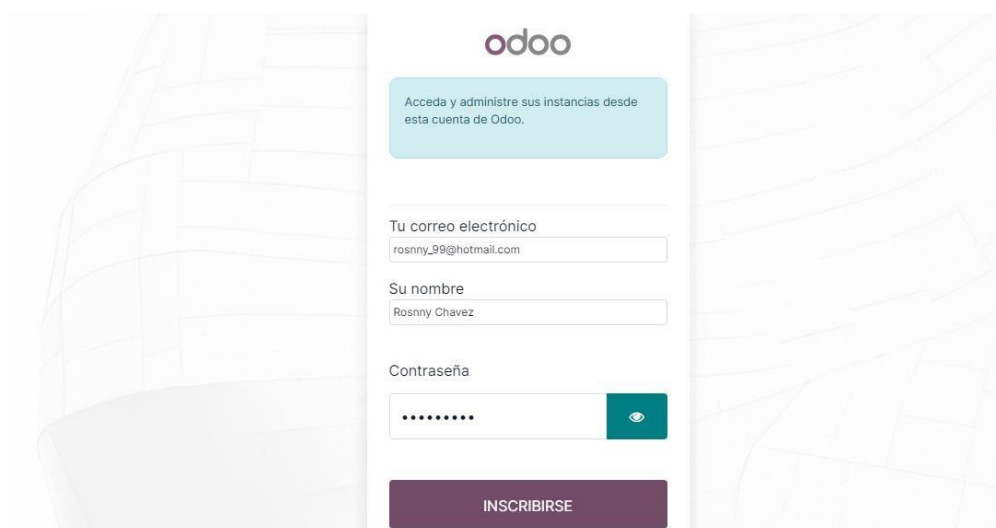 odoo
Acceda y administre sus instancias desde
esta cuenta de Odoo.
Tu correo electrónico
rosnny_99@hotmail.com
Su nombre
Rosnny Chavez
Contraseña
•••••••••
INSCRIBIRSE